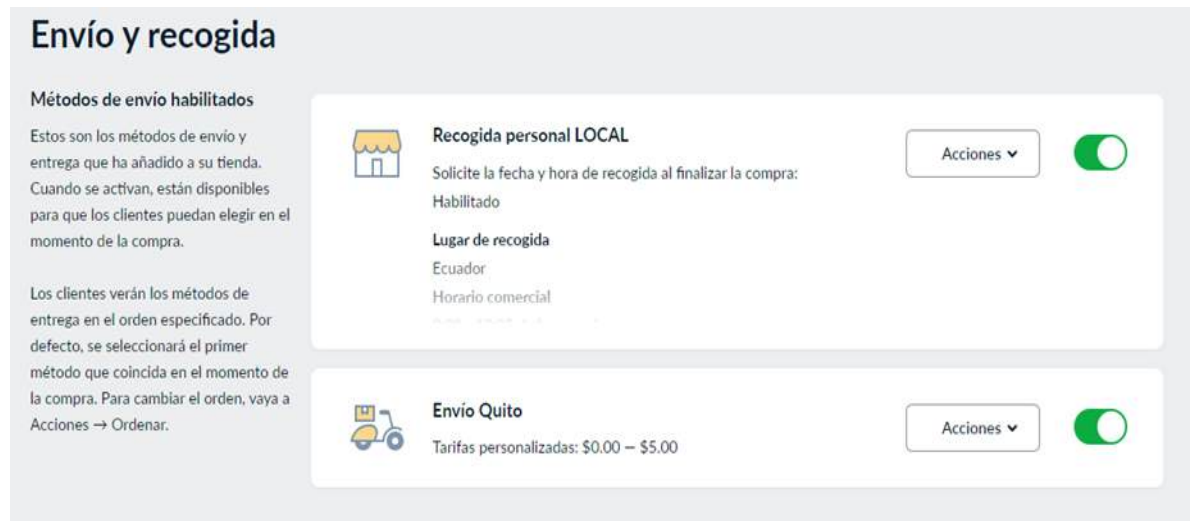 Envío y recogida
Métodos de envío habilitados
Estos son los métodos de envío y
entrega que ha añadido a su tienda.
Cuando se activan, están disponibles
para que los clientes puedan elegir en el
momento de la compra.
Los clientes verán los métodos de
entrega en el orden especificado. Por
defecto, se seleccionará el primer
método que coincida en el momento de
la compra. Para cambiar el orden, vaya a
Acciones → Ordenar.
Recogida personal LOCAL
Acciones
Solicite la fecha y hora de recogida al finalizar la compra:
Habilitado
Lugar de recogida
Ecuador
Horario comercial
Envío Quito
Acciones
Tarifas personalizadas: $0.00 — $5.00